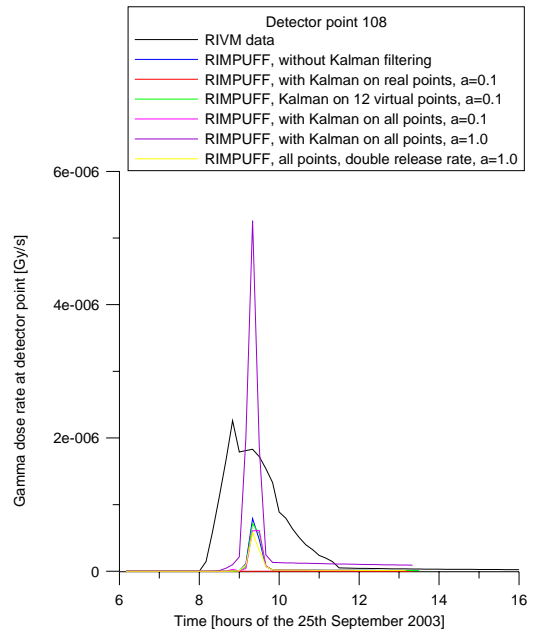 Detector point 108
RIVM data
RIMPUFF, without Kalman filtering
RIMPUFF, with Kalman on real points, a=0.1
RIMPUFF, Kalman on 12 virtual points, a=0.1
RIMPUFF, with Kalman on all points, a=0.1
RIMPUFF, with Kalman on all points, a=1.0
RIMPUFF, all points, double release rate, a=1.0
6e-006
4e-006
2e-006
0
Gamma dose rate at detector point [Gy/s]
6 8 10 12 14 16
Time [hours of the 25th September 2003]